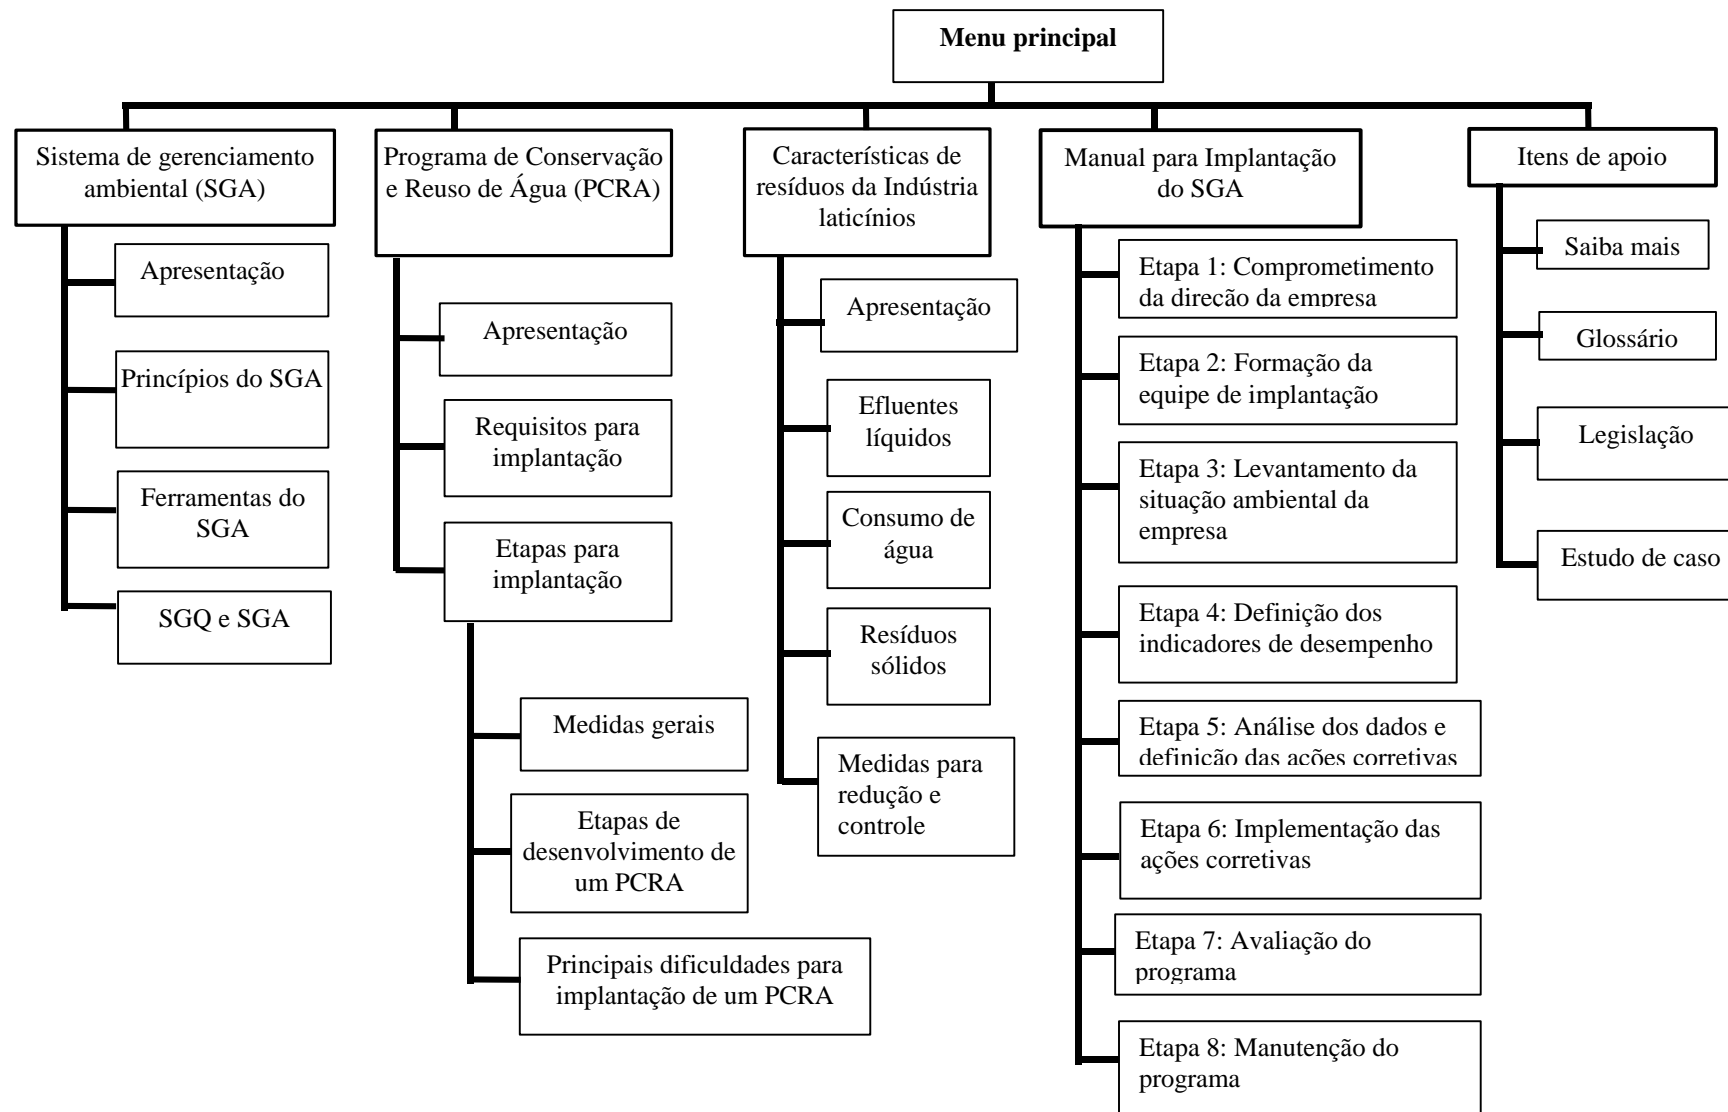 Menu principal
Sistema de gerenciamento
ambiental (SGA)
Apresentação
Princípios do SGA
Ferramentas do
SGA
SGQ e SGA
Programa de Conservação
e Reuso de Água (PCRA)
Apresentação
Requisitos para
implantação
Etapas para
implantação
Medidas gerais
Etapas de
desenvolvimento de
um PCRA
Principais dificuldades para
implantação de um PCRA
Características de
resíduos da Indústria
laticínios
Apresentação
Efluentes
líquidos
Consumo de
água
Resíduos
sólidos
Medidas para
redução e
controle
Manual para Implantação
do SGA
Etapa 1: Comprometimento
da direção da empresa
Etapa 2: Formação da
equipe de implantação
Etapa 3: Levantamento da
situação ambiental da
empresa
Etapa 4: Definição dos
indicadores de desempenho
Etapa 5: Análise dos dados e
definição das ações corretivas
Etapa 6: Implementação das
ações corretivas
Etapa 7: Avaliação do
programa
Etapa 8: Manutenção do
programa
Itens de apoio
Saiba mais
Glossário
Legislação
Estudo de caso